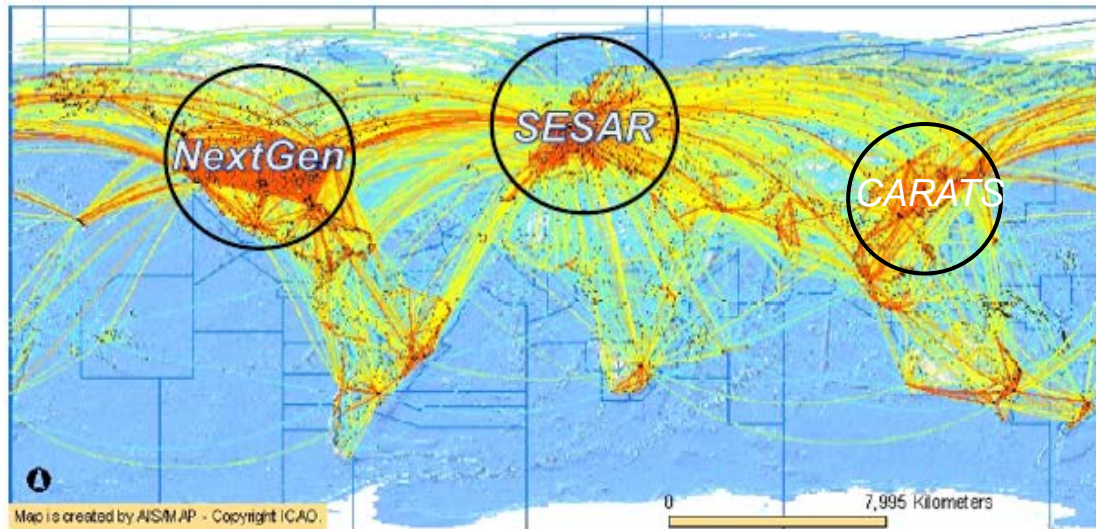 NextGen
SESAR
CARATS
0 7,995 Kilometers
Map is created by AIS/MAP - Copyright ICAO.